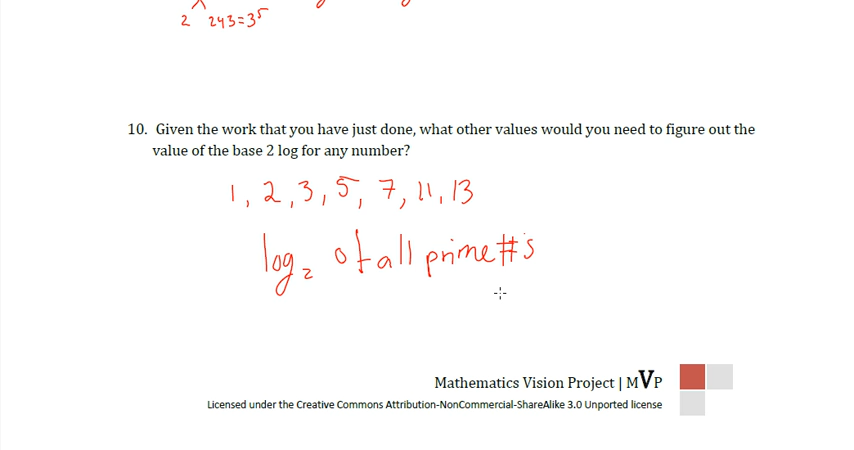 2 243=3⁵
10. Given the work that you have just done, what other values would you need to figure out the
value of the base 2 log for any number?
1, 2, 3, 5, 7, 11, 13
log₂ of all prime #'s
Mathematics Vision Project | MVP
Licensed under the Creative Commons Attribution-NonCommercial-ShareAlike 3.0 Unported license